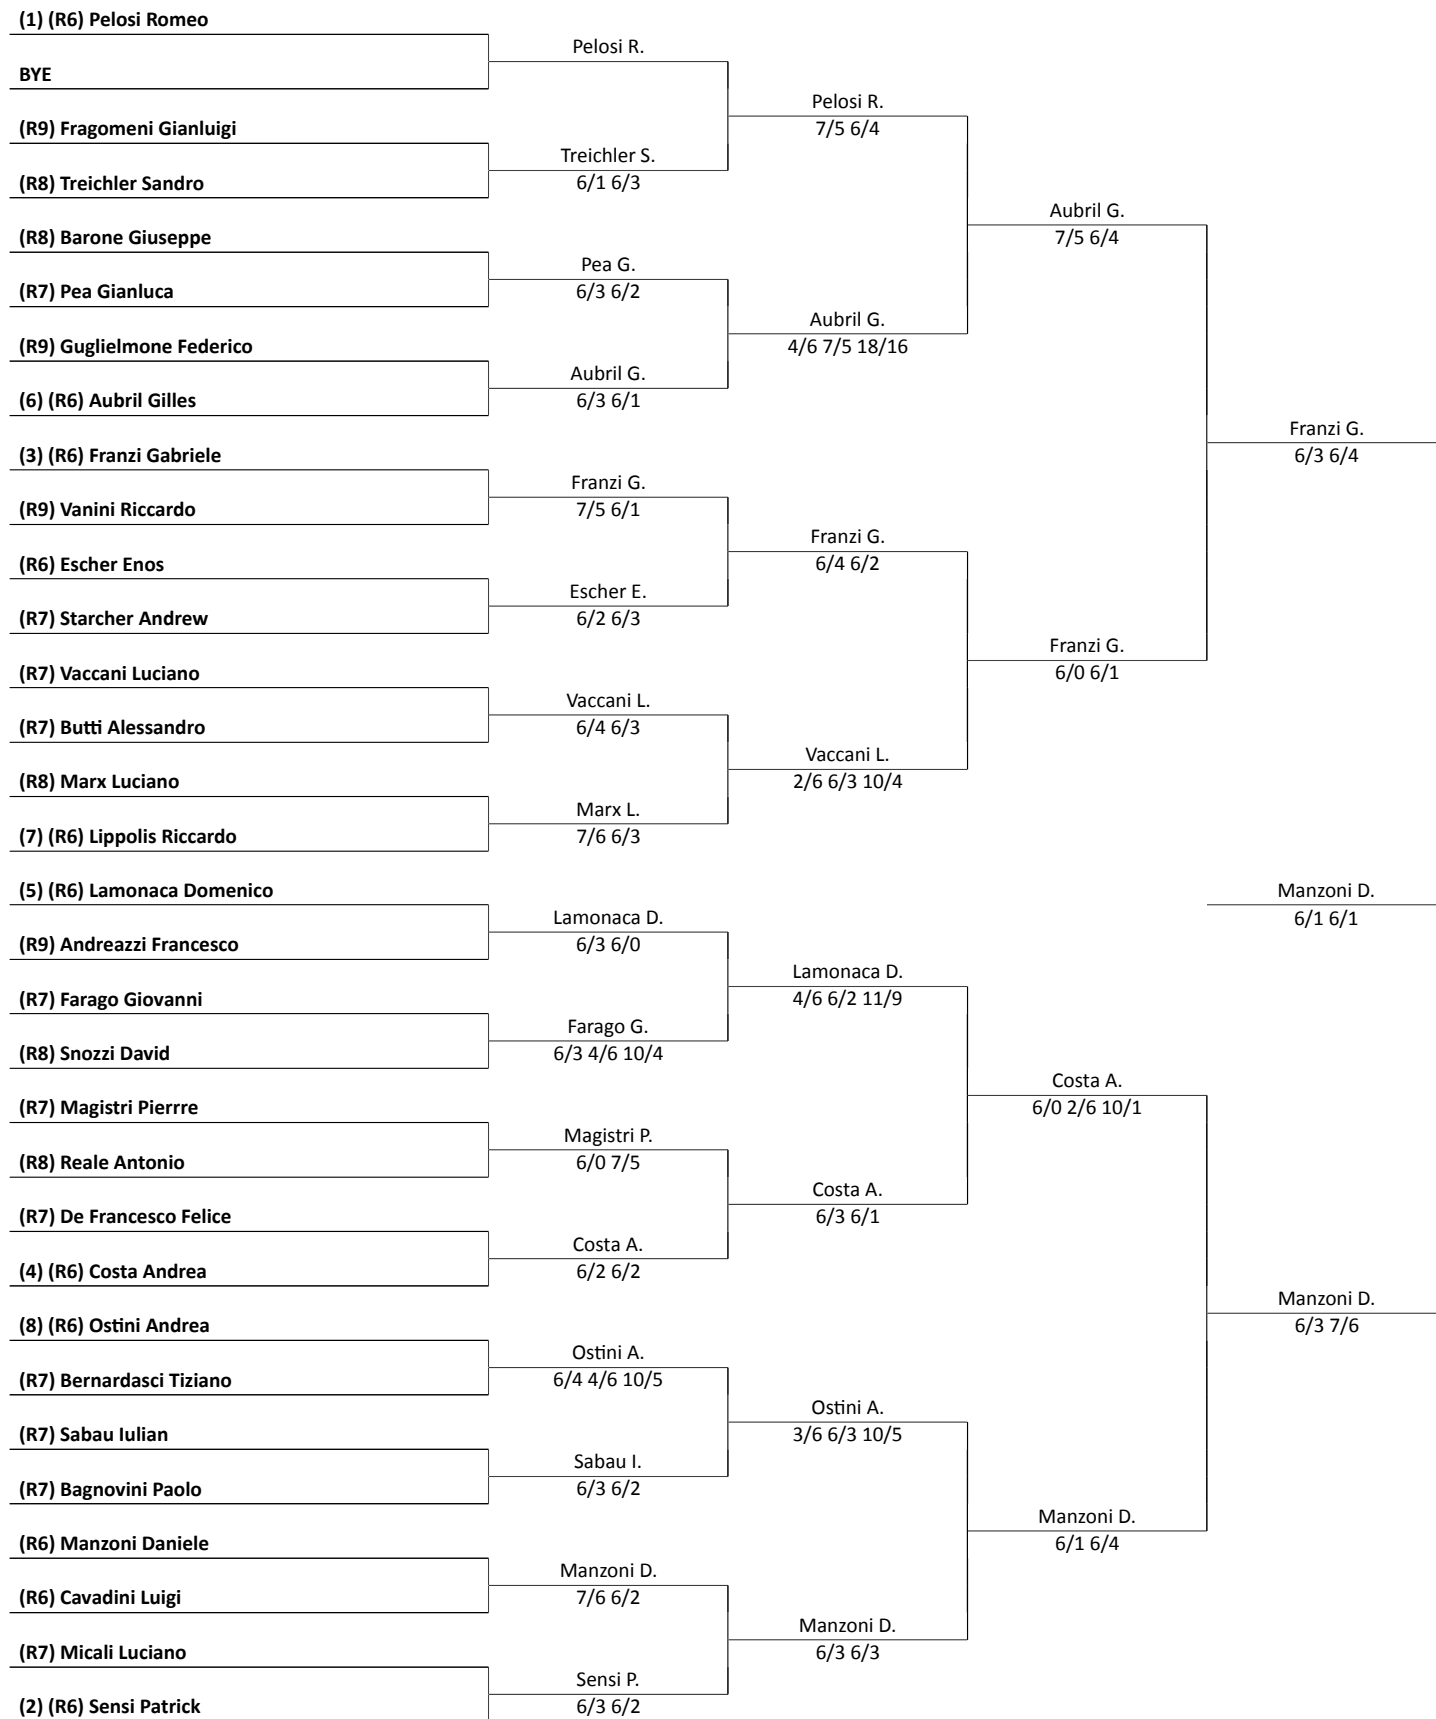 (1) (R6) Pelosi Romeo
BYE
(R9) Fragomeni Gianluigi
(R8) Treichler Sandro
(R8) Barone Giuseppe
(R7) Pea Gianluca
(R9) Guglielmone Federico
(6) (R6) Aubril Gilles
(3) (R6) Franzi Gabriele
(R9) Vanini Riccardo
(R6) Escher Enos
(R7) Starcher Andrew
(R7) Vaccani Luciano
(R7) Butti Alessandro
(R8) Marx Luciano
(7) (R6) Lippolis Riccardo
(5) (R6) Lamonaca Domenico
(R9) Andreazzi Francesco
(R7) Farago Giovanni
(R8) Snozzi David
(R7) Magistri Pierrre
(R8) Reale Antonio
(R7) De Francesco Felice
(4) (R6) Costa Andrea
(8) (R6) Ostini Andrea
(R7) Bernardasci Tiziano
(R7) Sabau Iulian
(R7) Bagnovini Paolo
(R6) Manzoni Daniele
(R6) Cavadini Luigi
(R7) Micali Luciano
(2) (R6) Sensi Patrick
Pelosi R.
Treichler S.
6/1 6/3
Pea G.
6/3 6/2
Aubril G.
6/3 6/1
Franzi G.
7/5 6/1
Escher E.
6/2 6/3
Vaccani L.
6/4 6/3
Marx L.
7/6 6/3
Lamonaca D.
6/3 6/0
Farago G.
6/3 4/6 10/4
Magistri P.
6/0 7/5
Costa A.
6/2 6/2
Ostini A.
6/4 4/6 10/5
Sabau I.
6/3 6/2
Manzoni D.
7/6 6/2
Sensi P.
6/3 6/2
Pelosi R.
7/5 6/4
Aubril G.
4/6 7/5 18/16
Franzi G.
6/4 6/2
Vaccani L.
2/6 6/3 10/4
Lamonaca D.
4/6 6/2 11/9
Costa A.
6/3 6/1
Ostini A.
3/6 6/3 10/5
Manzoni D.
6/3 6/3
Aubril G.
7/5 6/4
Franzi G.
6/0 6/1
Costa A.
6/0 2/6 10/1
Manzoni D.
6/1 6/4
Franzi G.
6/3 6/4
Manzoni D.
6/1 6/1
Manzoni D.
6/3 7/6